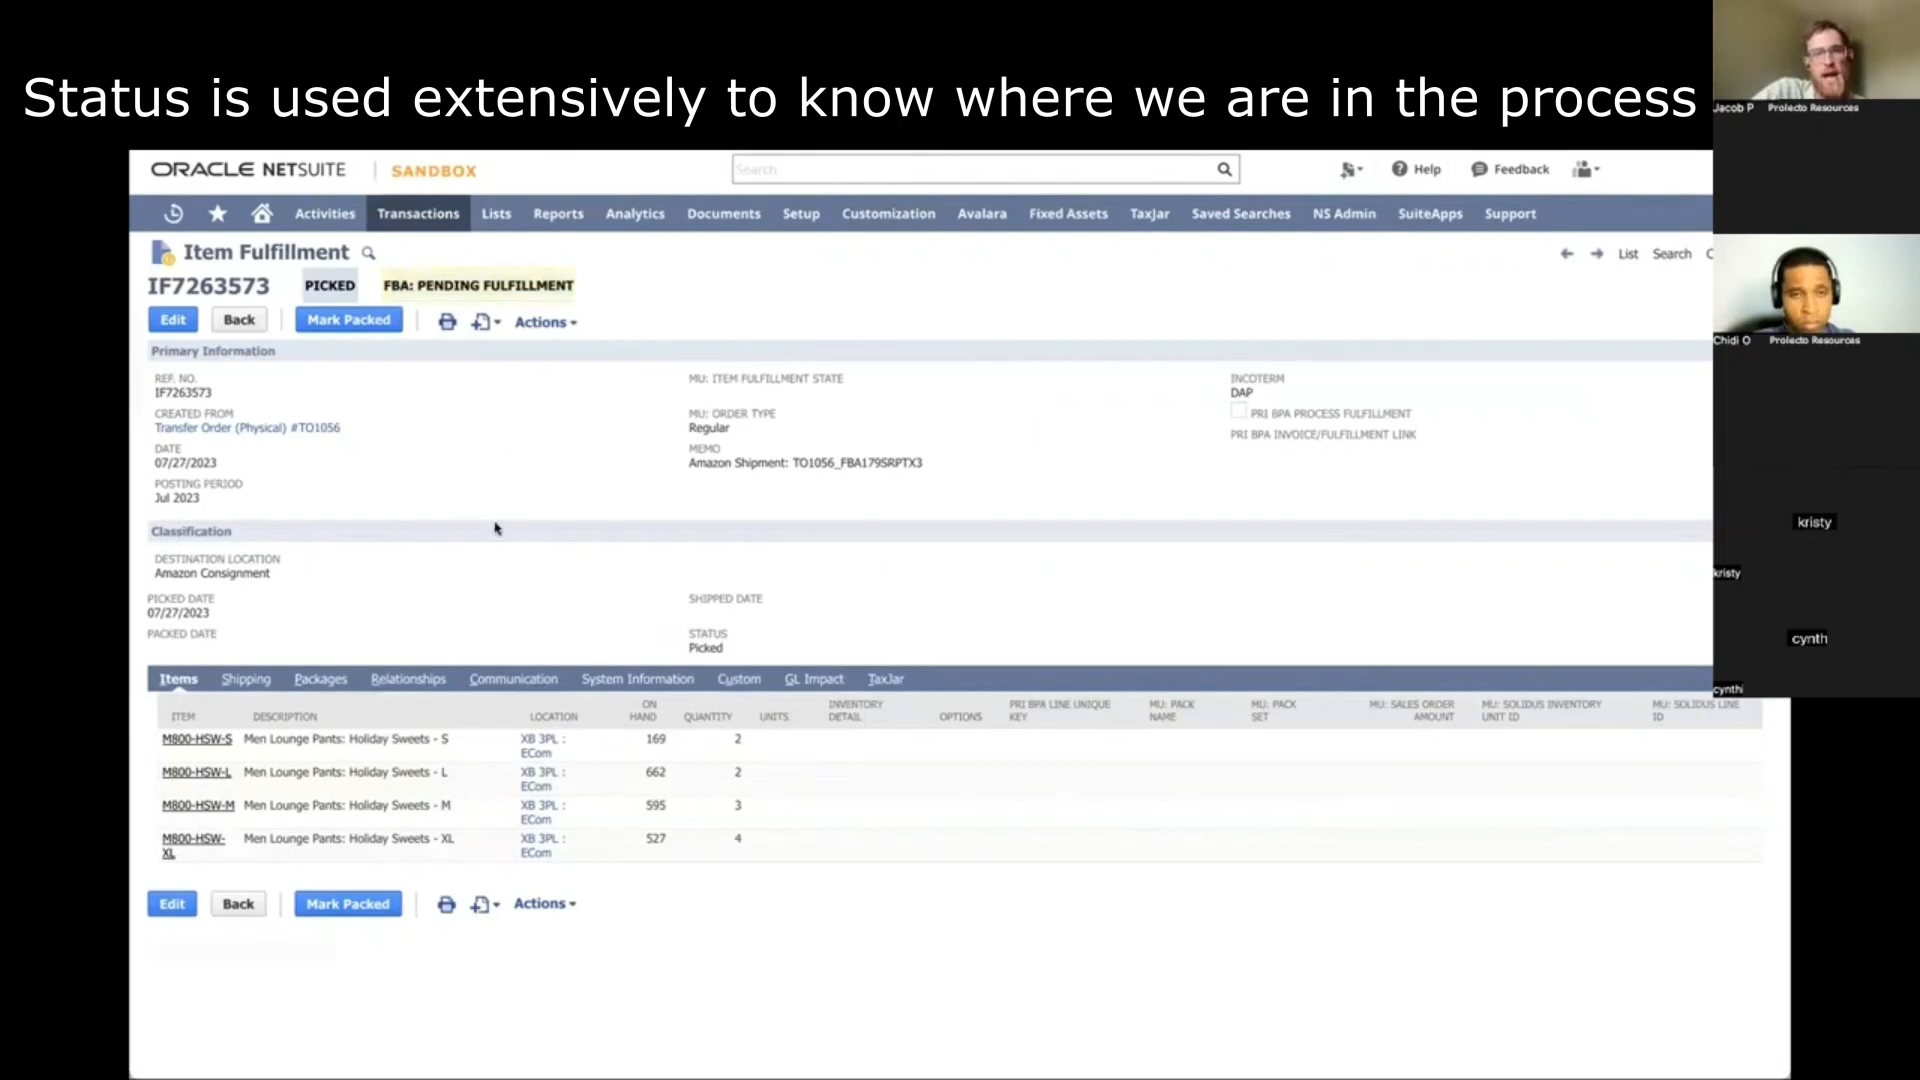 Status is used extensively to know where we are in the process
Jacob P Prolecto Resources
ORACLE NETSUITE SANDBOX Search Help Feedback
Activities Transactions Lists Reports Analytics Documents Setup Customization Avalara Fixed Assets TaxJar Saved Searches NS Admin SuiteApps Support
Item Fulfillment List Search
IF7263573 PICKED FBA: PENDING FULFILLMENT
Edit Back Mark Packed Actions
Chidi O Prolecto Resources
Primary Information
REF. NO. MU: ITEM FULFILLMENT STATE INCOTERM
IF7263573 DAP
CREATED FROM MU: ORDER TYPE PRI BPA PROCESS FULFILLMENT
Transfer Order (Physical) #TO1056 Regular PRI BPA INVOICE/FULFILLMENT LINK
DATE MEMO
07/27/2023 Amazon Shipment: TO1056_FBA179SRPTX3
POSTING PERIOD
Jul 2023
kristy
Classification
DESTINATION LOCATION
Amazon Consignment
kristy
PICKED DATE SHIPPED DATE
07/27/2023
PACKED DATE STATUS
Picked
cynth
Items Shipping Packages Relationships Communication System Information Custom GL Impact TaxJar
cynthi
ITEM DESCRIPTION LOCATION ON HAND QUANTITY UNITS INVENTORY DETAIL OPTIONS PRI BPA LINE UNIQUE KEY MU: PACK NAME MU: PACK SET MU: SALES ORDER AMOUNT MU: SOLIDUS INVENTORY UNIT ID MU: SOLIDUS LINE ID
M800-HSW-S Men Lounge Pants: Holiday Sweets - S XB 3PL : ECom 169 2
M800-HSW-L Men Lounge Pants: Holiday Sweets - L XB 3PL : ECom 662 2
M800-HSW-M Men Lounge Pants: Holiday Sweets - M XB 3PL : ECom 595 3
M800-HSW-XL Men Lounge Pants: Holiday Sweets - XL XB 3PL : ECom 527 4
Edit Back Mark Packed Actions